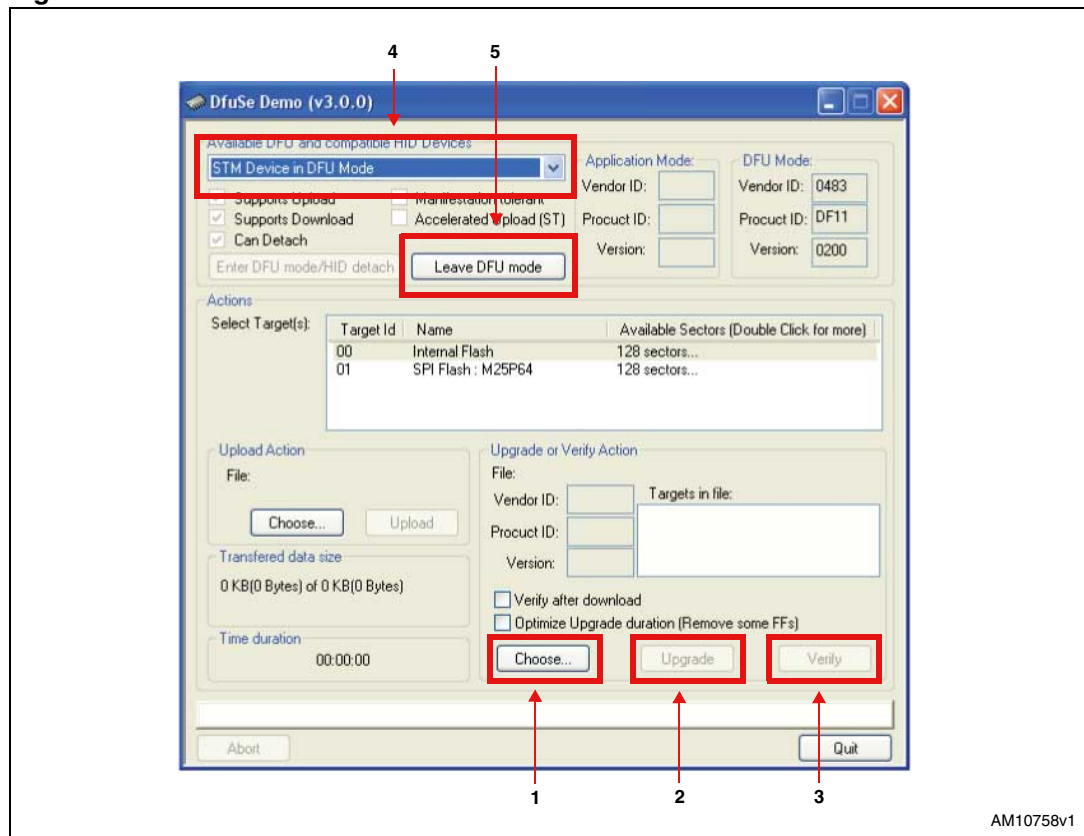 4 5
DfuSe Demo (v3.0.0)
Available DFU and compatible HID Devices
STM Device in DFU Mode
Supports Upload Manifestation tolerant
Supports Download Accelerated Upload (ST)
Can Detach
Enter DFU mode/HID detach Leave DFU mode
Application Mode:
Vendor ID:
Procuct ID:
Version:
DFU Mode:
Vendor ID: 0483
Procuct ID: DF11
Version: 0200
Actions
Select Target(s):
Target Id Name Available Sectors (Double Click for more)
00 Internal Flash 128 sectors...
01 SPI Flash : M25P64 128 sectors...
Upload Action
File:
Choose... Upload
Transfered data size
0 KB(0 Bytes) of 0 KB(0 Bytes)
Time duration
00:00:00
Upgrade or Verify Action
File:
Vendor ID:
Procuct ID:
Version:
Targets in file:
Verify after download
Optimize Upgrade duration (Remove some FFs)
Choose... Upgrade Verify
Abort Quit
1 2 3
AM10758v1